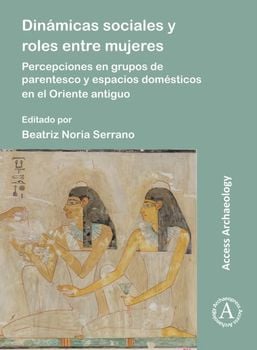 Dinámicas sociales y
roles entre mujeres
Percepciones en grupos de
parentesco y espacios domésticos
en el Oriente antiguo
Editado por
Beatriz Noria Serrano
Access Archaeology
A